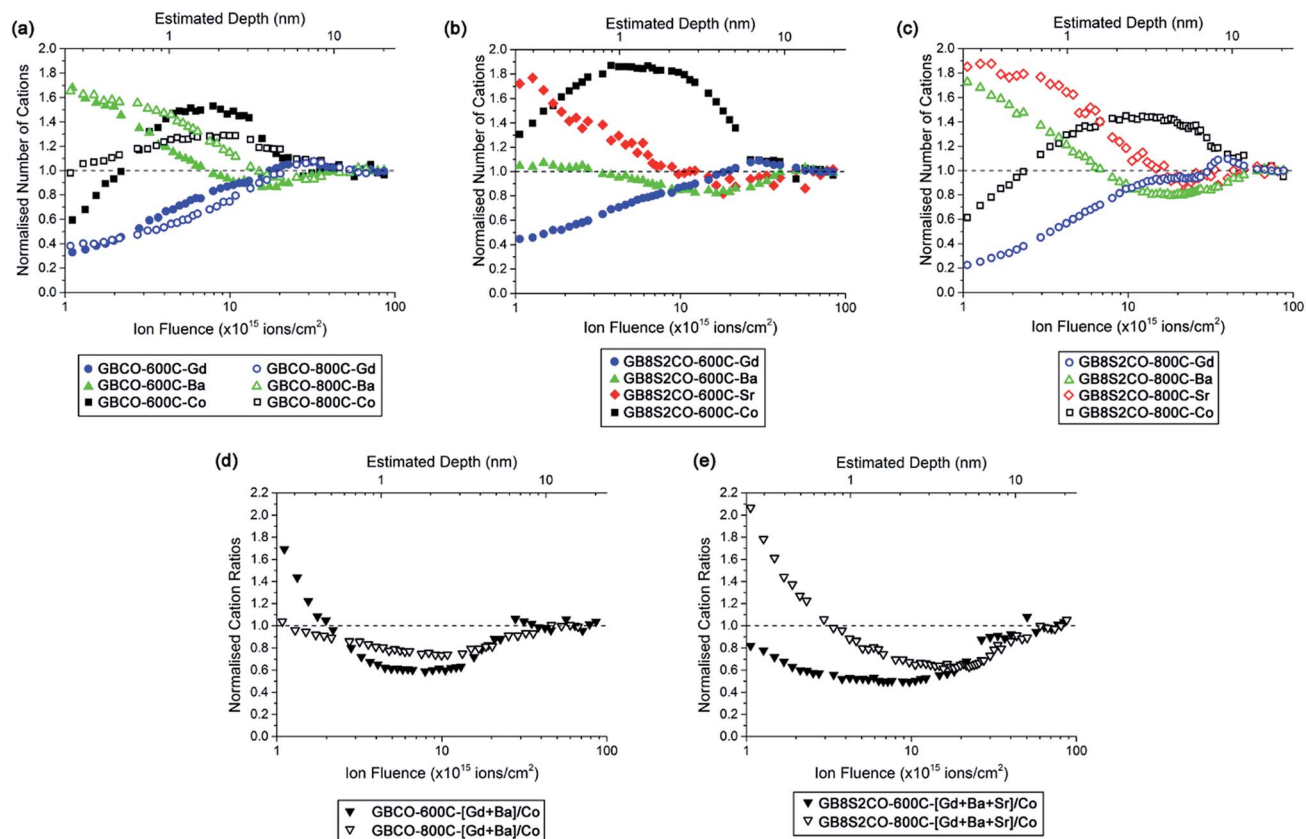 (a)
Estimated Depth (nm)
1 10
Normalised Number of Cations
2.0
1.8
1.6
1.4
1.2
1.0
0.8
0.6
0.4
0.2
0.0
1 10 100
Ion Fluence (x10¹⁵ ions/cm²)
GBCO-600C-Gd GBCO-800C-Gd
GBCO-600C-Ba GBCO-800C-Ba
GBCO-600C-Co GBCO-800C-Co
(b)
Estimated Depth (nm)
1 10
Normalised Number of Cations
2.0
1.8
1.6
1.4
1.2
1.0
0.8
0.6
0.4
0.2
0.0
1 10 100
Ion Fluence (x10¹⁵ ions/cm²)
GB8S2CO-600C-Gd
GB8S2CO-600C-Ba
GB8S2CO-600C-Sr
GB8S2CO-600C-Co
(c)
Estimated Depth (nm)
1 10
Normalised Number of Cations
2.0
1.8
1.6
1.4
1.2
1.0
0.8
0.6
0.4
0.2
0.0
1 10 100
Ion Fluence (x10¹⁵ ions/cm²)
GB8S2CO-800C-Gd
GB8S2CO-800C-Ba
GB8S2CO-800C-Sr
GB8S2CO-800C-Co
(d)
Estimated Depth (nm)
1 10
Normalised Cation Ratios
2.2
2.0
1.8
1.6
1.4
1.2
1.0
0.8
0.6
0.4
0.2
0.0
1 10 100
Ion Fluence (x10¹⁵ ions/cm²)
GBCO-600C-[Gd+Ba]/Co
GBCO-800C-[Gd+Ba]/Co
(e)
Estimated Depth (nm)
1 10
Normalised Cation Ratios
2.2
2.0
1.8
1.6
1.4
1.2
1.0
0.8
0.6
0.4
0.2
0.0
1 10 100
Ion Fluence (x10¹⁵ ions/cm²)
GB8S2CO-600C-[Gd+Ba+Sr]/Co
GB8S2CO-800C-[Gd+Ba+Sr]/Co